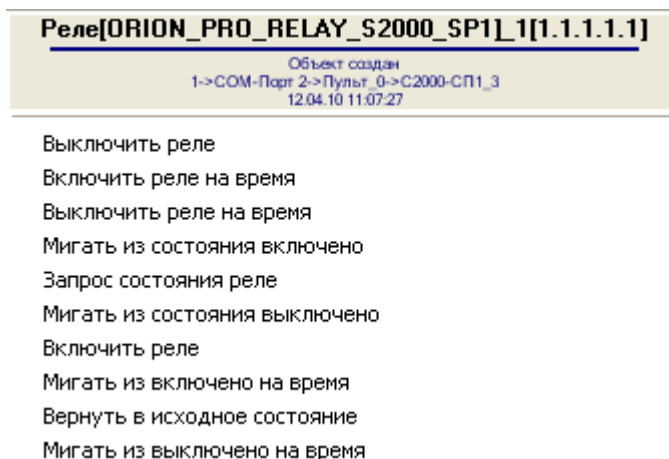 Реле[ORION_PRO_RELAY_S2000_SP1]_1[1.1.1.1.1]
Объект создан
1->COM-Порт 2->Пульт_0->С2000-СП1_3
12.04.10 11:07:27
Выключить реле
Включить реле на время
Выключить реле на время
Мигать из состояния включено
Запрос состояния реле
Мигать из состояния выключено
Включить реле
Мигать из включено на время
Вернуть в исходное состояние
Мигать из выключено на время